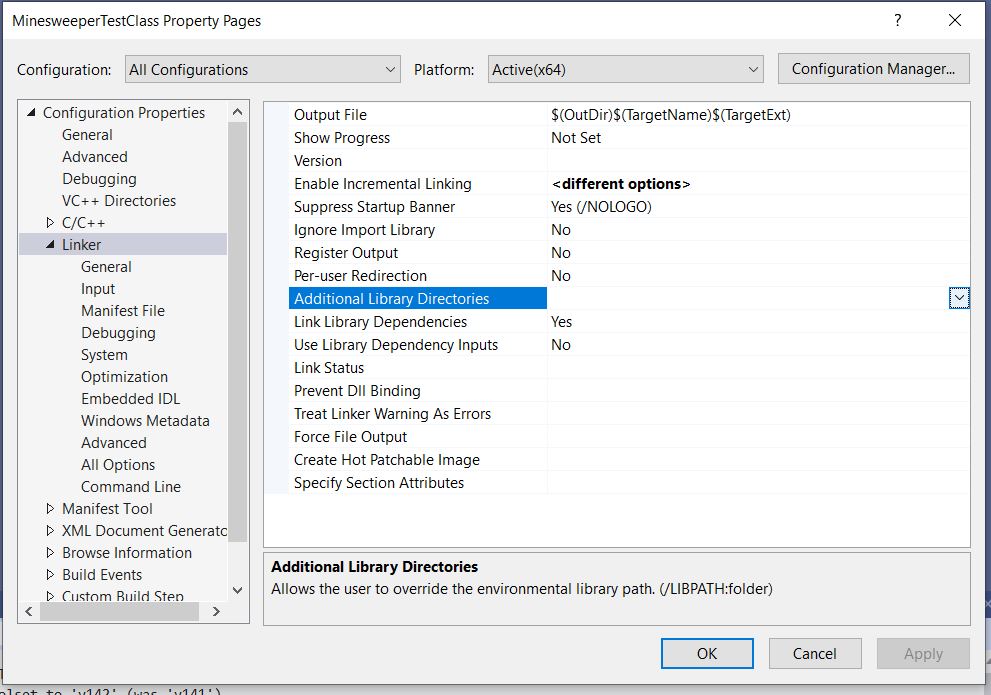 MinesweeperTestClass Property Pages
?
Configuration: All Configurations Platform: Active(x64) Configuration Manager...
Configuration Properties
General
Advanced
Debugging
VC++ Directories
C/C++
Linker
General
Input
Manifest File
Debugging
System
Optimization
Embedded IDL
Windows Metadata
Advanced
All Options
Command Line
Manifest Tool
XML Document Generato
Browse Information
Build Events
Custom Build Step
Output File $(OutDir)$(TargetName)$(TargetExt)
Show Progress Not Set
Version
Enable Incremental Linking <different options>
Suppress Startup Banner Yes (/NOLOGO)
Ignore Import Library No
Register Output No
Per-user Redirection No
Additional Library Directories
Link Library Dependencies Yes
Use Library Dependency Inputs No
Link Status
Prevent Dll Binding
Treat Linker Warning As Errors
Force File Output
Create Hot Patchable Image
Specify Section Attributes
Additional Library Directories
Allows the user to override the environmental library path. (/LIBPATH:folder)
OK Cancel Apply
olset to 'v142' (was 'v141')